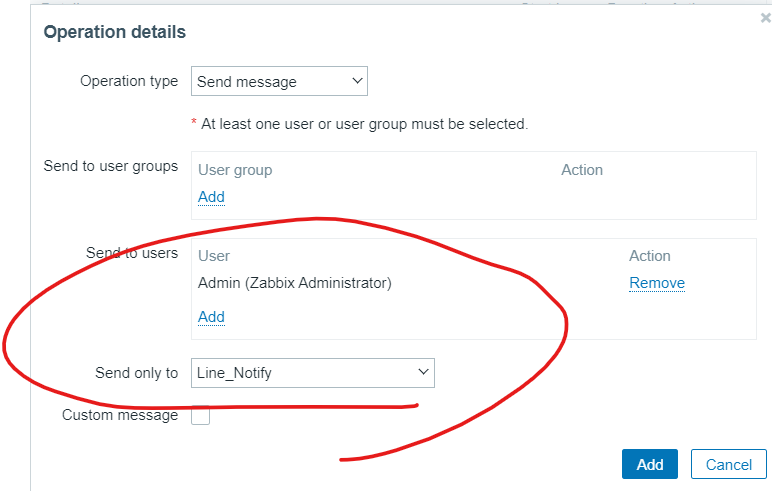 Operation details
Operation type Send message
* At least one user or user group must be selected.
Send to user groups User group Action
Add
Send to users User Action
Admin (Zabbix Administrator) Remove
Add
Send only to Line_Notify
Custom message
Add Cancel